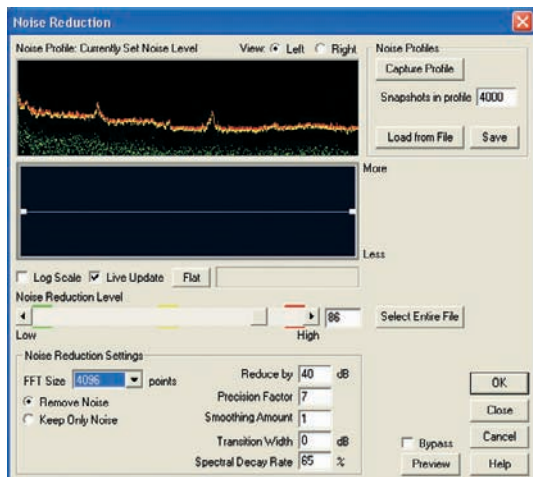 Noise Reduction
Noise Profile: Currently Set Noise Level View: Left Right
Noise Profiles
Capture Profile
Snapshots in profile 4000
Load from File Save
More
Less
Log Scale Live Update Flat
Noise Reduction Level
86 Select Entire File
Low High
Noise Reduction Settings
FFT Size 4096 points
Remove Noise
Keep Only Noise
Reduce by 40 dB
Precision Factor 7
Smoothing Amount 1
Transition Width 0 dB
Spectral Decay Rate 65 %
OK
Close
Bypass Cancel
Preview Help